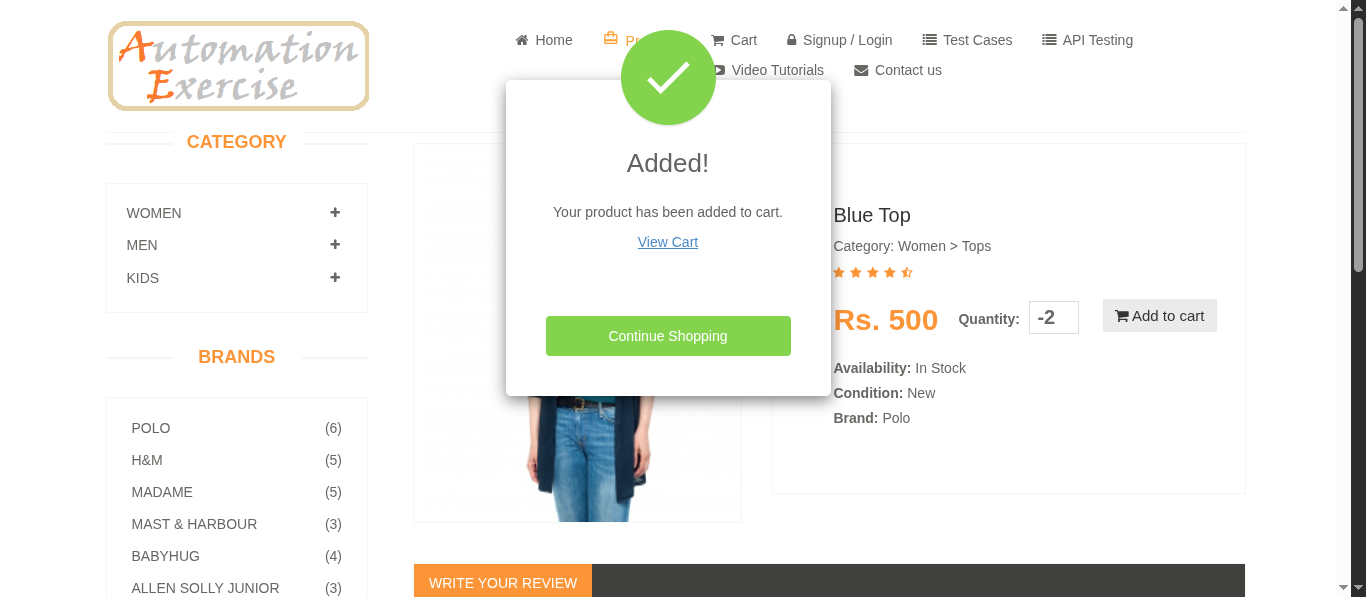 Automation
Exercise
Home
Cart
Signup / Login
Test Cases
API Testing
Video Tutorials
Contact us
CATEGORY
WOMEN
MEN
KIDS
BRANDS
POLO (6)
H&M (5)
MADAME (5)
MAST & HARBOUR (3)
BABYHUG (4)
ALLEN SOLLY JUNIOR (3)
Added!
Your product has been added to cart.
View Cart
Continue Shopping
Blue Top
Category: Women > Tops
Rs. 500 Quantity: -2 Add to cart
Availability: In Stock
Condition: New
Brand: Polo
WRITE YOUR REVIEW